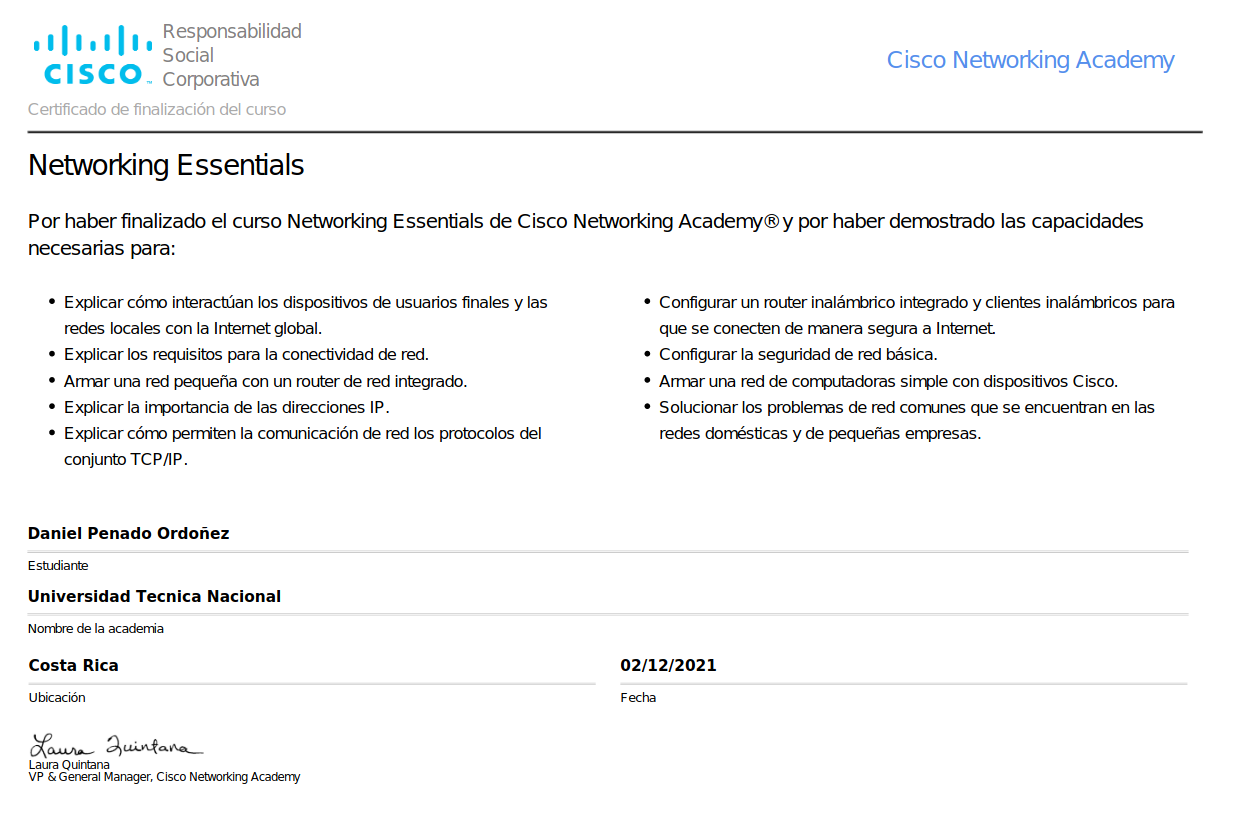 Responsabilidad
Social
Corporativa
CISCO™
Cisco Networking Academy
Certificado de finalización del curso
Networking Essentials
Por haber finalizado el curso Networking Essentials de Cisco Networking Academy® y por haber demostrado las capacidades
necesarias para:
• Explicar cómo interactúan los dispositivos de usuarios finales y las
redes locales con la Internet global.
• Explicar los requisitos para la conectividad de red.
• Armar una red pequeña con un router de red integrado.
• Explicar la importancia de las direcciones IP.
• Explicar cómo permiten la comunicación de red los protocolos del
conjunto TCP/IP.
• Configurar un router inalámbrico integrado y clientes inalámbricos para
que se conecten de manera segura a Internet.
• Configurar la seguridad de red básica.
• Armar una red de computadoras simple con dispositivos Cisco.
• Solucionar los problemas de red comunes que se encuentran en las
redes domésticas y de pequeñas empresas.
Daniel Penado Ordoñez
Estudiante
Universidad Tecnica Nacional
Nombre de la academia
Costa Rica
Ubicación
02/12/2021
Fecha
Laura Quintana
Laura Quintana
VP & General Manager, Cisco Networking Academy